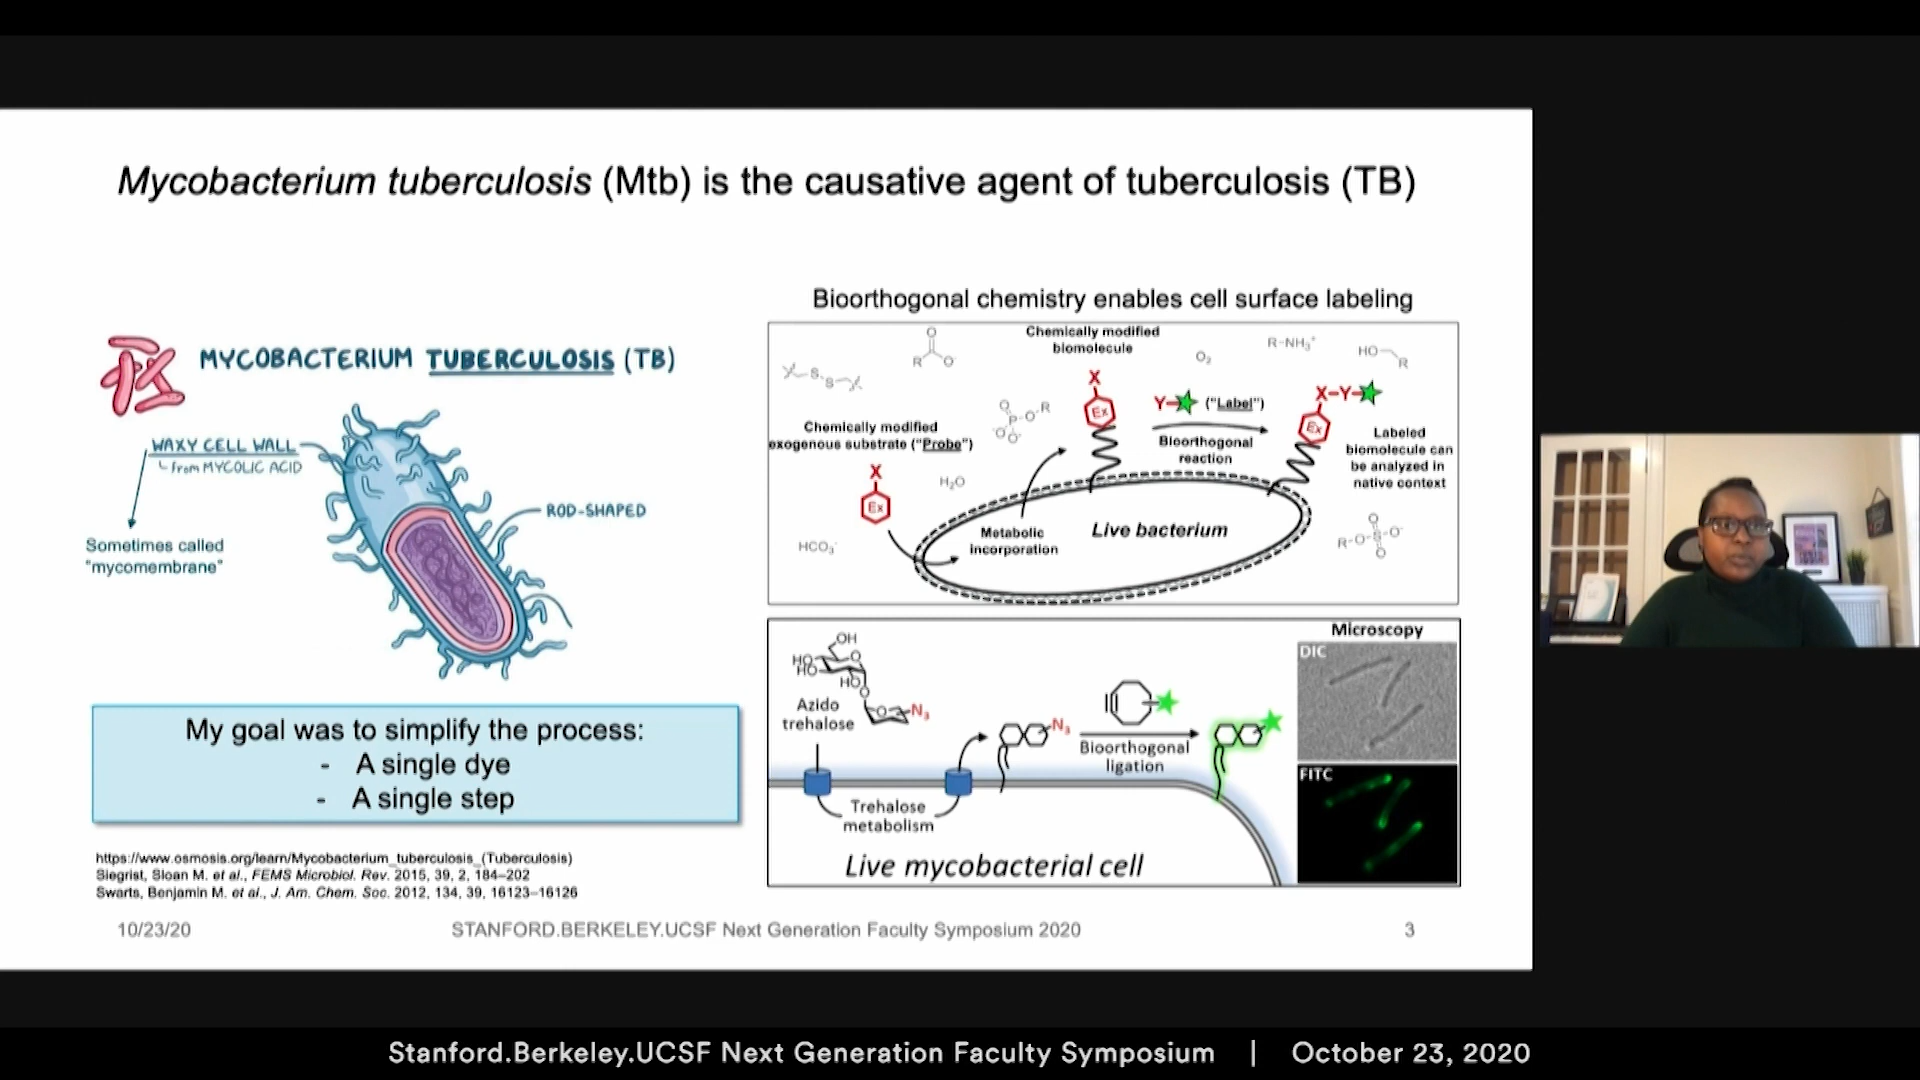 Mycobacterium tuberculosis (Mtb) is the causative agent of tuberculosis (TB)
MYCOBACTERIUM TUBERCULOSIS (TB)
WAXY CELL WALL
from MYCOLIC ACID
ROD-SHAPED
Sometimes called
"mycomembrane"
My goal was to simplify the process:
- A single dye
- A single step
https://www.osmosis.org/learn/Mycobacterium_tuberculosis_(Tuberculosis)
Siegrist, Sloan M. et al., FEMS Microbiol. Rev. 2015, 39, 2, 184–202
Swarts, Benjamin M. et al., J. Am. Chem. Soc. 2012, 134, 39, 16123–16126
Bioorthogonal chemistry enables cell surface labeling
Chemically modified
biomolecule
R
O
O⁻
O₂
R-NH₃⁺
HO
R
S
S
O
P-O-R
⁻O
O⁻
X
Ex
Y ("Label")
Bioorthogonal
reaction
X-Y
Ex
Chemically modified
exogenous substrate ("Probe")
X
Ex
H₂O
HCO₃⁻
Metabolic
incorporation
Live bacterium
Labeled
biomolecule can
be analyzed in
native context
O
R-O-S-O⁻
O
OH
HO
HO
O
HO
O
O
N₃
Azido
trehalose
Trehalose
metabolism
N₃
Bioorthogonal
ligation
Live mycobacterial cell
Microscopy
DIC
FITC
10/23/20
STANFORD.BERKELEY.UCSF Next Generation Faculty Symposium 2020
3
Stanford.Berkeley.UCSF Next Generation Faculty Symposium | October 23, 2020